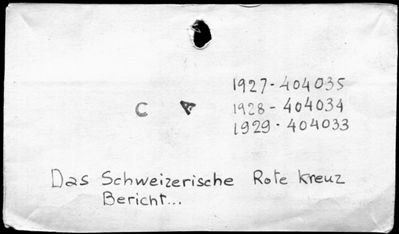 1927-404035
C A 1928-404034
1929-404033
Das Schweizerische Rote Kreuz
Bericht...